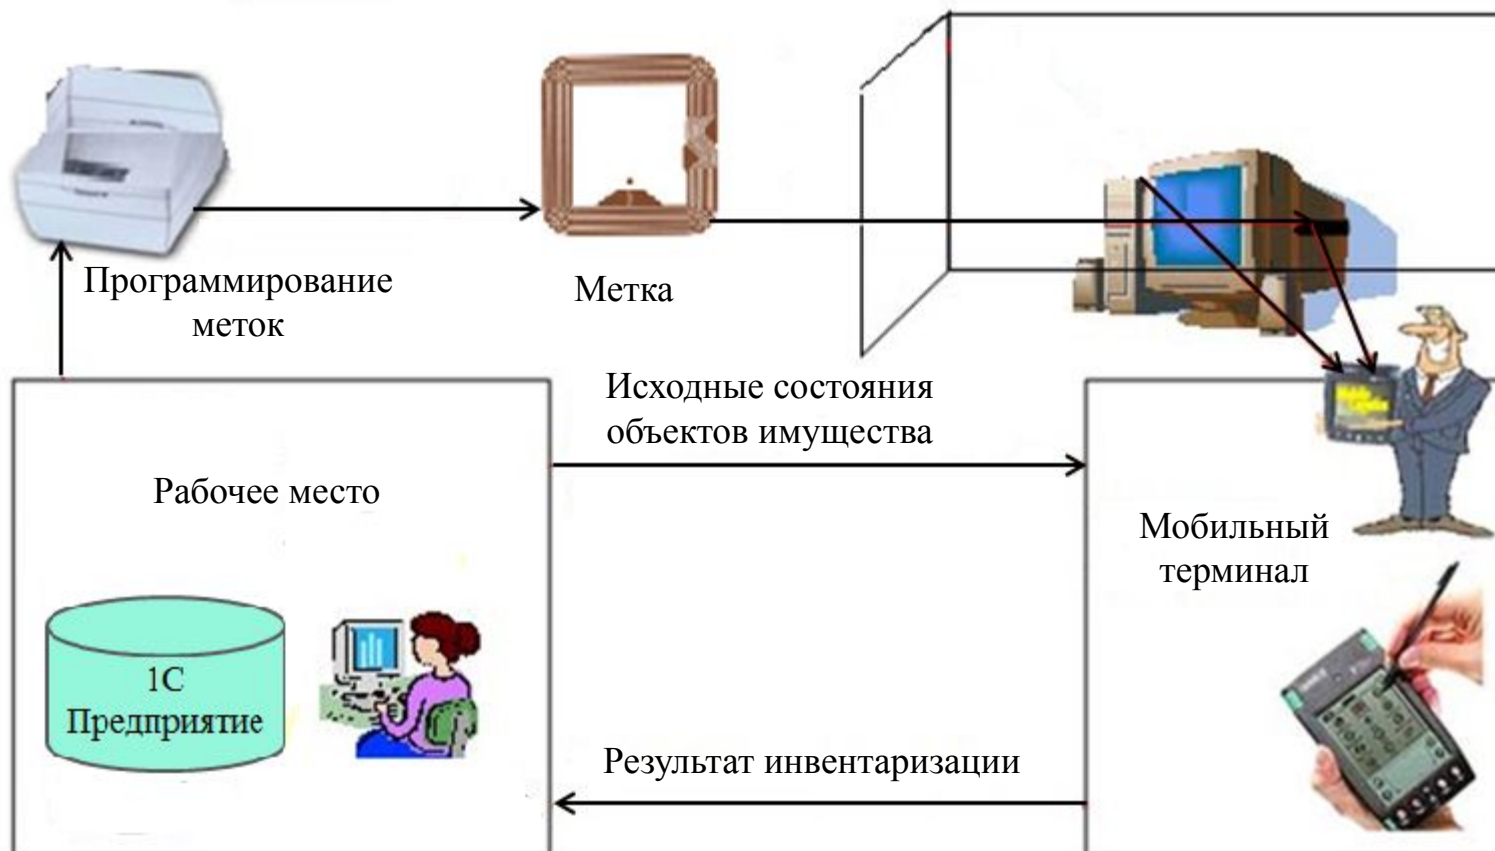 Программирование
меток
Метка
Исходные состояния
объектов имущества
Рабочее место
Мобильный
терминал
1С
Предприятие
Результат инвентаризации